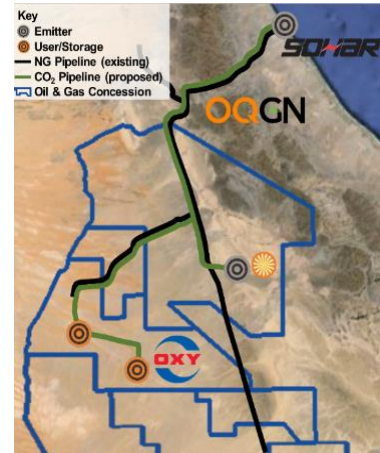 Key
Emitter
User/Storage
NG Pipeline (existing)
CO₂ Pipeline (proposed)
Oil & Gas Concession
SOHAR
OQGN
OXY